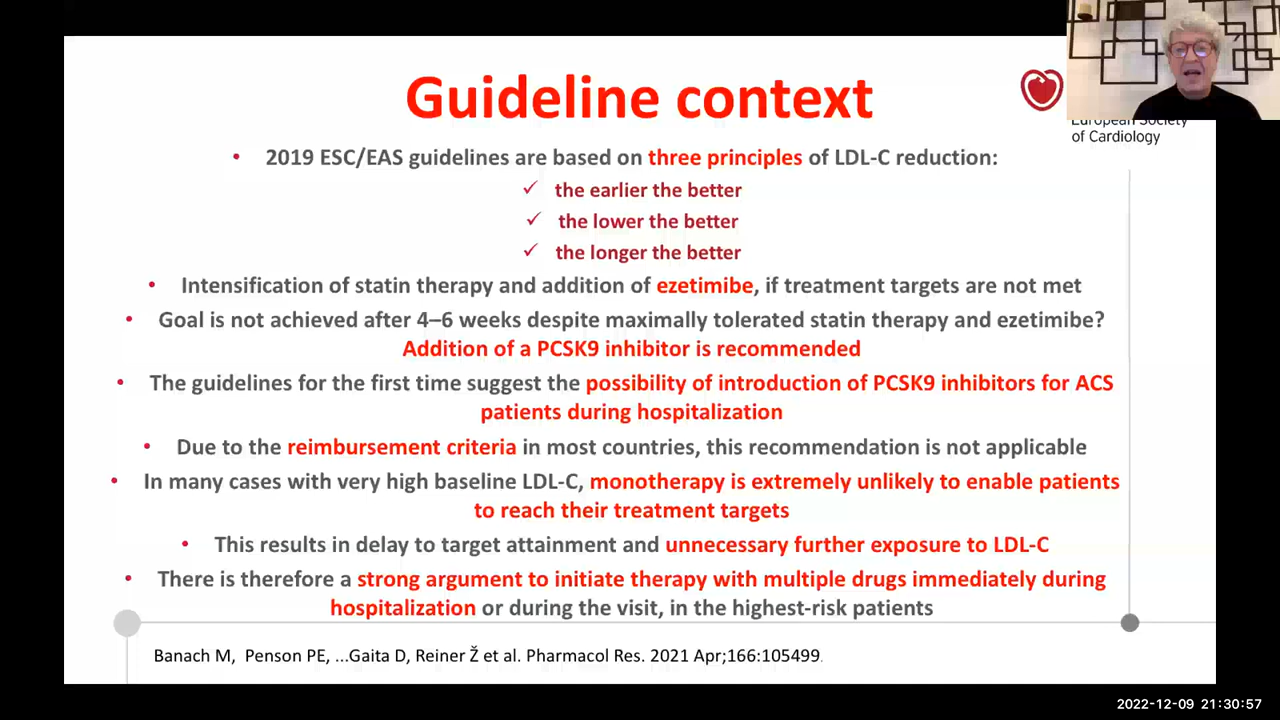 Guideline context
European Society
of Cardiology
• 2019 ESC/EAS guidelines are based on three principles of LDL-C reduction:
✓ the earlier the better
✓ the lower the better
✓ the longer the better
• Intensification of statin therapy and addition of ezetimibe, if treatment targets are not met
• Goal is not achieved after 4–6 weeks despite maximally tolerated statin therapy and ezetimibe?
Addition of a PCSK9 inhibitor is recommended
• The guidelines for the first time suggest the possibility of introduction of PCSK9 inhibitors for ACS
patients during hospitalization
• Due to the reimbursement criteria in most countries, this recommendation is not applicable
• In many cases with very high baseline LDL-C, monotherapy is extremely unlikely to enable patients
to reach their treatment targets
• This results in delay to target attainment and unnecessary further exposure to LDL-C
• There is therefore a strong argument to initiate therapy with multiple drugs immediately during
hospitalization or during the visit, in the highest-risk patients
Banach M, Penson PE, ...Gaita D, Reiner Ž et al. Pharmacol Res. 2021 Apr;166:105499.
2022-12-09 21:30:57